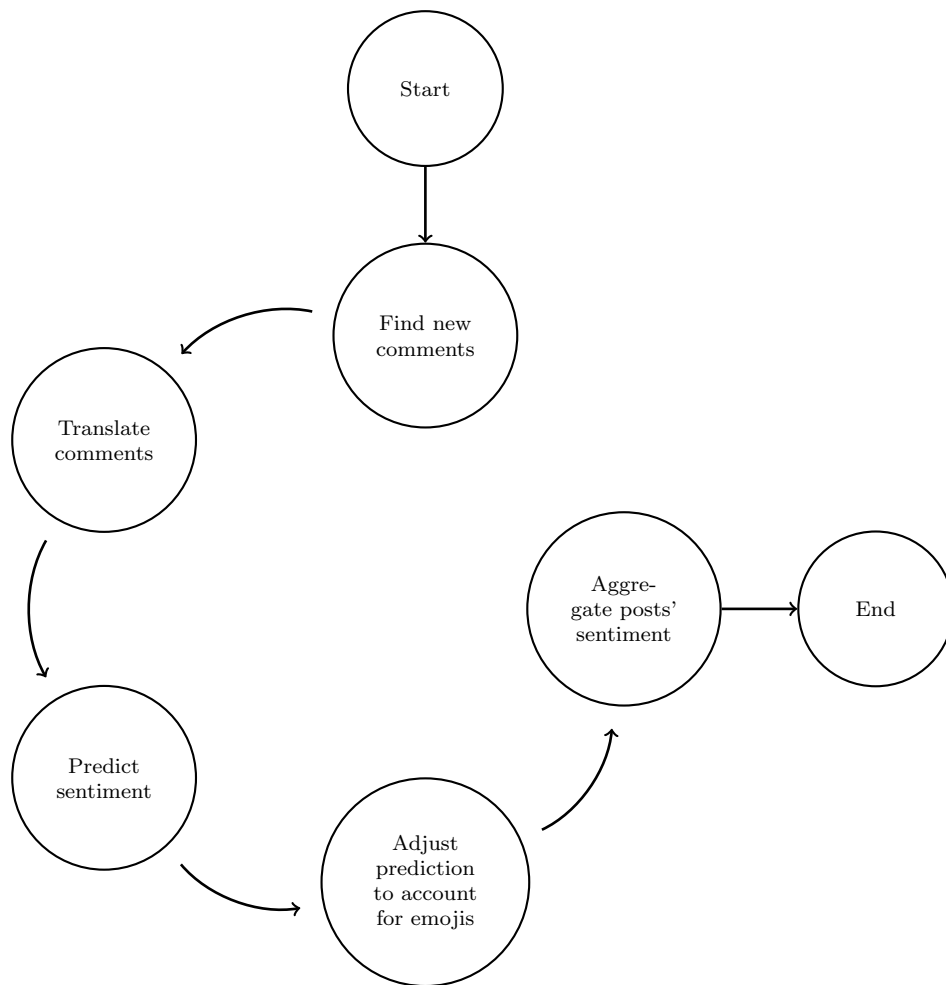 Start
Find new
comments
Translate
comments
Predict
sentiment
Adjust
prediction
to account
for emojis
Aggre-
gate posts’
sentiment
End